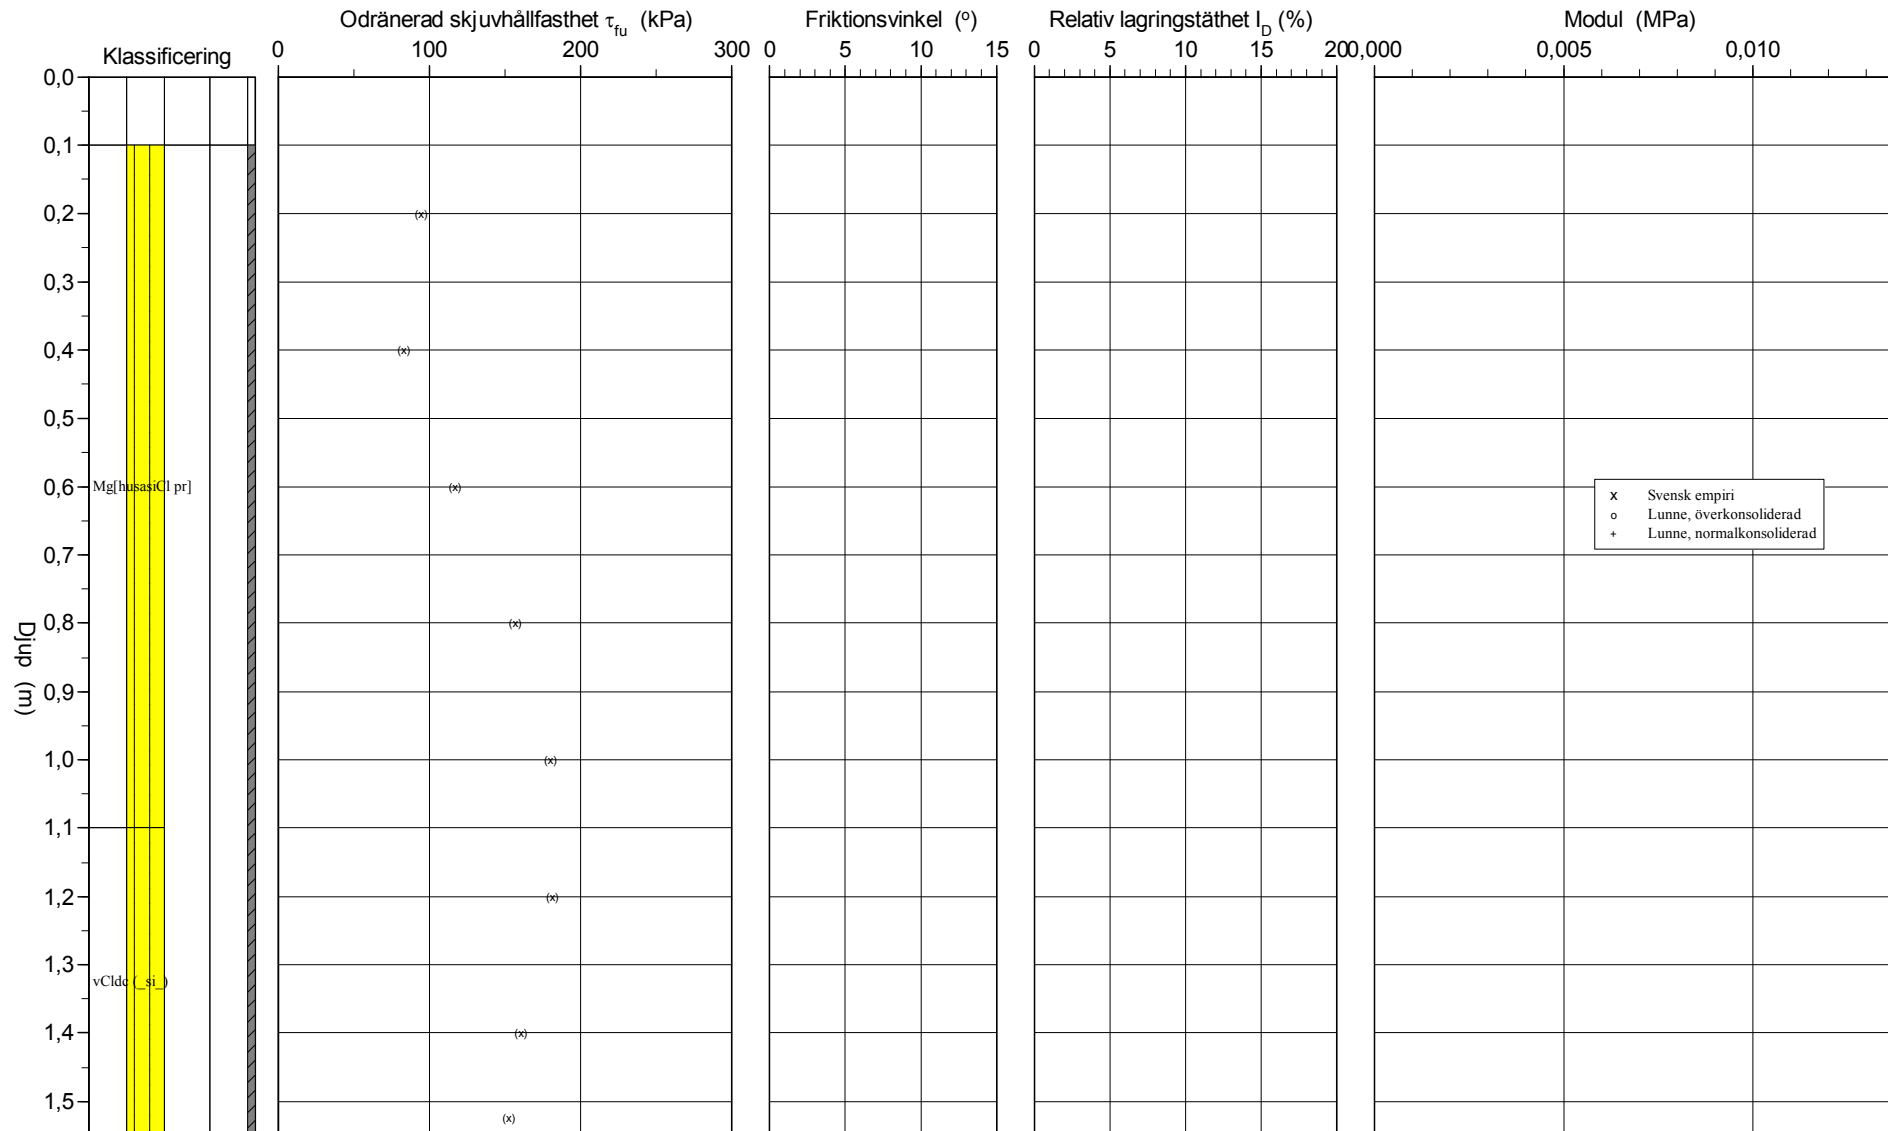 Odränerad skjuvhållfasthet τfu (kPa)
Friktionsvinkel (°)
Relativ lagringstäthet ID (%)
Modul (MPa)
Klassificering
0 100 200 300
0 5 10 15
0 5 10 15 20
0,000 0,005 0,010
0,0
0,1
0,2
(x)
0,3
0,4
(x)
0,5
0,6
Mg[husasiCl pr]
(x)
x Svensk empiri
o Lunne, överkonsoliderad
+ Lunne, normalkonsoliderad
0,7
0,8
(x)
Djup (m)
0,9
1,0
(x)
1,1
1,2
(x)
1,3
vCldc (_si_)
1,4
(x)
1,5
(x)